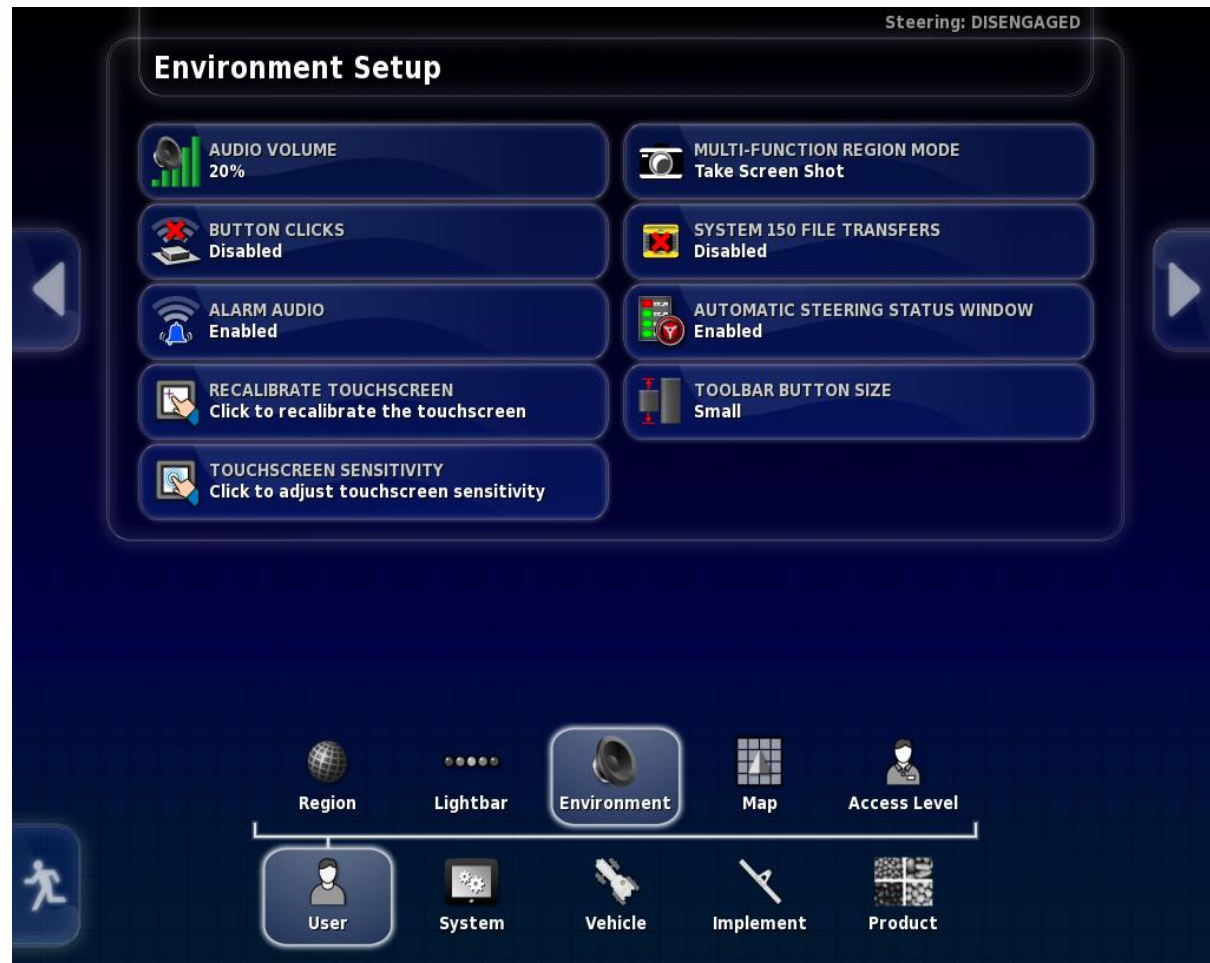 Steering: DISENGAGED
Environment Setup
AUDIO VOLUME
20%
MULTI-FUNCTION REGION MODE
Take Screen Shot
BUTTON CLICKS
Disabled
SYSTEM 150 FILE TRANSFERS
Disabled
ALARM AUDIO
Enabled
AUTOMATIC STEERING STATUS WINDOW
Enabled
RECALIBRATE TOUCHSCREEN
Click to recalibrate the touchscreen
TOOLBAR BUTTON SIZE
Small
TOUCHSCREEN SENSITIVITY
Click to adjust touchscreen sensitivity
Region
Lightbar
Environment
Map
Access Level
User
System
Vehicle
Implement
Product